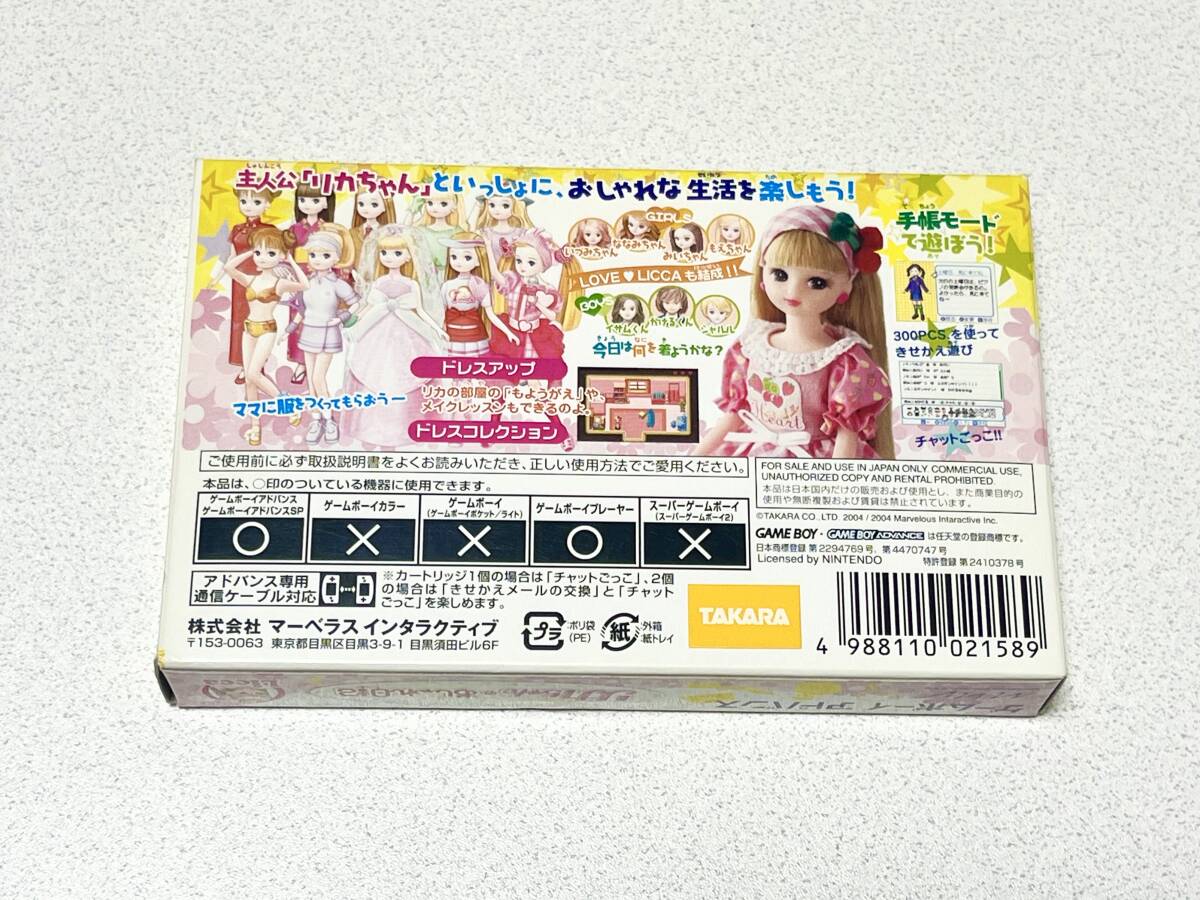 主人公「リカちゃん」といっしょに、おしゃれな生活を楽しもう!
GIRLS
いづみちゃん ななみちゃん みいちゃん もえちゃん
LOVE♥LICCAも結成!!
BOYS
イサムくん かけるくん シャルル
今日は何を着ようかな?
ドレスアップ
リカの部屋の「もようがえ」や、
メイクレッスンもできるのよ。
ドレスコレクション
ママに服をつくってもらおうー
手帳モード
で遊ぼう!
300PCS.を使って
きせかえ遊び
チャットごっこ!!
ご使用前に必ず取扱説明書をよくお読みいただき、正しい使用方法でご愛用ください。
本品は、○印のついている機器に使用できます。
ゲームボーイアドバンス
ゲームボーイアドバンスSP
○
ゲームボーイカラー
×
ゲームボーイ
(ゲームボーイポケット/ライト)
×
ゲームボーイプレーヤー
○
スーパーゲームボーイ
(スーパーゲームボーイ2)
×
アドバンス専用
通信ケーブル対応
※カートリッジ1個の場合は「チャットごっこ」、2個
の場合は「きせかえメールの交換」と「チャット
ごっこ」を楽しめます。
株式会社 マーベラス インタラクティブ
〒153-0063 東京都目黒区目黒3-9-1 目黒須田ビル6F
プラ
ポリ袋
(PE)
紙
外箱
紙トレイ
FOR SALE AND USE IN JAPAN ONLY. COMMERCIAL USE,
UNAUTHORIZED COPY AND RENTAL PROHIBITED.
本品は日本国内だけの販売および使用とし、また商業目的の
使用や無断複製および賃貸は禁止されています。
©TAKARA CO., LTD. 2004 / 2004 Marvelous Interactive Inc.
GAME BOY・GAME BOY ADVANCE は任天堂の登録商標です。
日本商標登録 第2294769号、第4470747号
Licensed by NINTENDO 特許登録 第2410378号
TAKARA
4 988110 021589
Licca
リカちゃんのおしゃれ日記
ゲームボーイ アドバンス